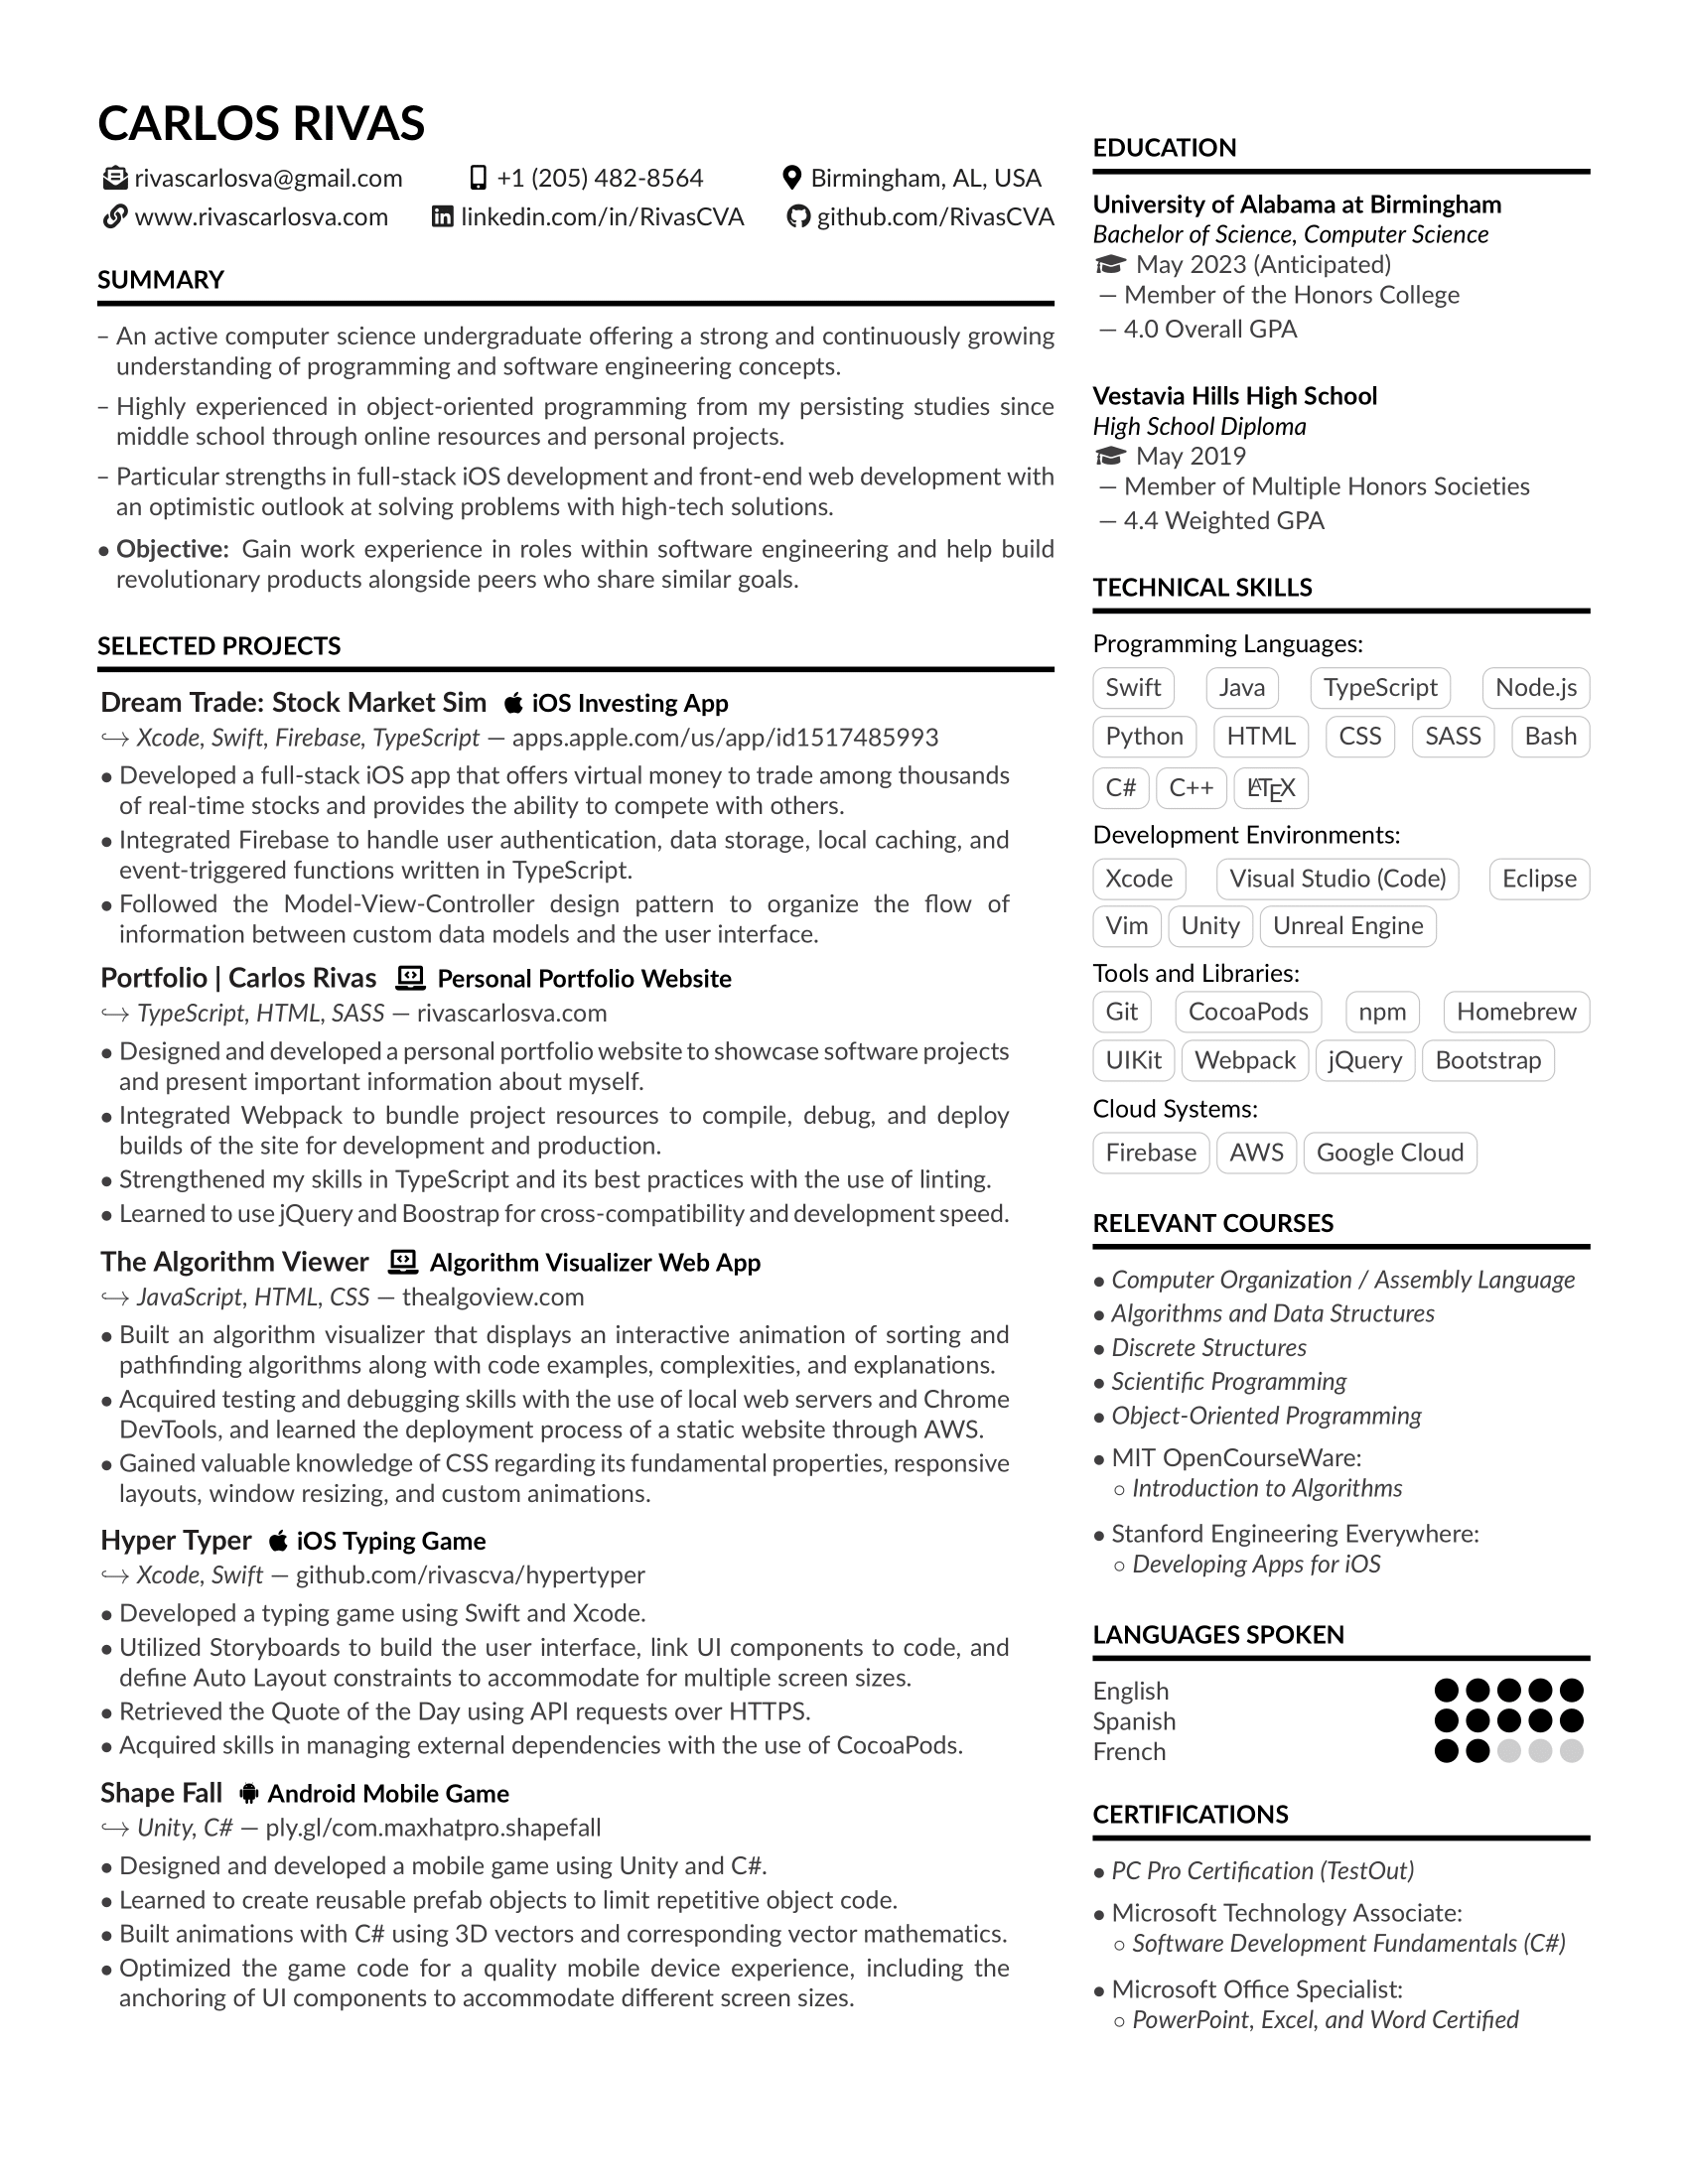 CARLOS RIVAS
rivascarlosva@gmail.com +1 (205) 482-8564 Birmingham, AL, USA
www.rivascarlosva.com linkedin.com/in/RivasCVA github.com/RivasCVA
SUMMARY
– An active computer science undergraduate offering a strong and continuously growing
understanding of programming and software engineering concepts.
– Highly experienced in object-oriented programming from my persisting studies since
middle school through online resources and personal projects.
– Particular strengths in full-stack iOS development and front-end web development with
an optimistic outlook at solving problems with high-tech solutions.
• Objective: Gain work experience in roles within software engineering and help build
revolutionary products alongside peers who share similar goals.
SELECTED PROJECTS
Dream Trade: Stock Market Sim iOS Investing App
↪ Xcode, Swift, Firebase, TypeScript — apps.apple.com/us/app/id1517485993
• Developed a full-stack iOS app that offers virtual money to trade among thousands
of real-time stocks and provides the ability to compete with others.
• Integrated Firebase to handle user authentication, data storage, local caching, and
event-triggered functions written in TypeScript.
• Followed the Model-View-Controller design pattern to organize the flow of
information between custom data models and the user interface.
Portfolio | Carlos Rivas Personal Portfolio Website
↪ TypeScript, HTML, SASS — rivascarlosva.com
• Designed and developed a personal portfolio website to showcase software projects
and present important information about myself.
• Integrated Webpack to bundle project resources to compile, debug, and deploy
builds of the site for development and production.
• Strengthened my skills in TypeScript and its best practices with the use of linting.
• Learned to use jQuery and Boostrap for cross-compatibility and development speed.
The Algorithm Viewer Algorithm Visualizer Web App
↪ JavaScript, HTML, CSS — thealgoview.com
• Built an algorithm visualizer that displays an interactive animation of sorting and
pathfinding algorithms along with code examples, complexities, and explanations.
• Acquired testing and debugging skills with the use of local web servers and Chrome
DevTools, and learned the deployment process of a static website through AWS.
• Gained valuable knowledge of CSS regarding its fundamental properties, responsive
layouts, window resizing, and custom animations.
Hyper Typer iOS Typing Game
↪ Xcode, Swift — github.com/rivascva/hypertyper
• Developed a typing game using Swift and Xcode.
• Utilized Storyboards to build the user interface, link UI components to code, and
define Auto Layout constraints to accommodate for multiple screen sizes.
• Retrieved the Quote of the Day using API requests over HTTPS.
• Acquired skills in managing external dependencies with the use of CocoaPods.
Shape Fall Android Mobile Game
↪ Unity, C# — ply.gl/com.maxhatpro.shapefall
• Designed and developed a mobile game using Unity and C#.
• Learned to create reusable prefab objects to limit repetitive object code.
• Built animations with C# using 3D vectors and corresponding vector mathematics.
• Optimized the game code for a quality mobile device experience, including the
anchoring of UI components to accommodate different screen sizes.
EDUCATION
University of Alabama at Birmingham
Bachelor of Science, Computer Science
May 2023 (Anticipated)
— Member of the Honors College
— 4.0 Overall GPA
Vestavia Hills High School
High School Diploma
May 2019
— Member of Multiple Honors Societies
— 4.4 Weighted GPA
TECHNICAL SKILLS
Programming Languages:
Swift Java TypeScript Node.js
Python HTML CSS SASS Bash
C# C++ LATEX
Development Environments:
Xcode Visual Studio (Code) Eclipse
Vim Unity Unreal Engine
Tools and Libraries:
Git CocoaPods npm Homebrew
UIKit Webpack jQuery Bootstrap
Cloud Systems:
Firebase AWS Google Cloud
RELEVANT COURSES
• Computer Organization / Assembly Language
• Algorithms and Data Structures
• Discrete Structures
• Scientific Programming
• Object-Oriented Programming
• MIT OpenCourseWare:
○ Introduction to Algorithms
• Stanford Engineering Everywhere:
○ Developing Apps for iOS
LANGUAGES SPOKEN
English
Spanish
French
CERTIFICATIONS
• PC Pro Certification (TestOut)
• Microsoft Technology Associate:
○ Software Development Fundamentals (C#)
• Microsoft Office Specialist:
○ PowerPoint, Excel, and Word Certified